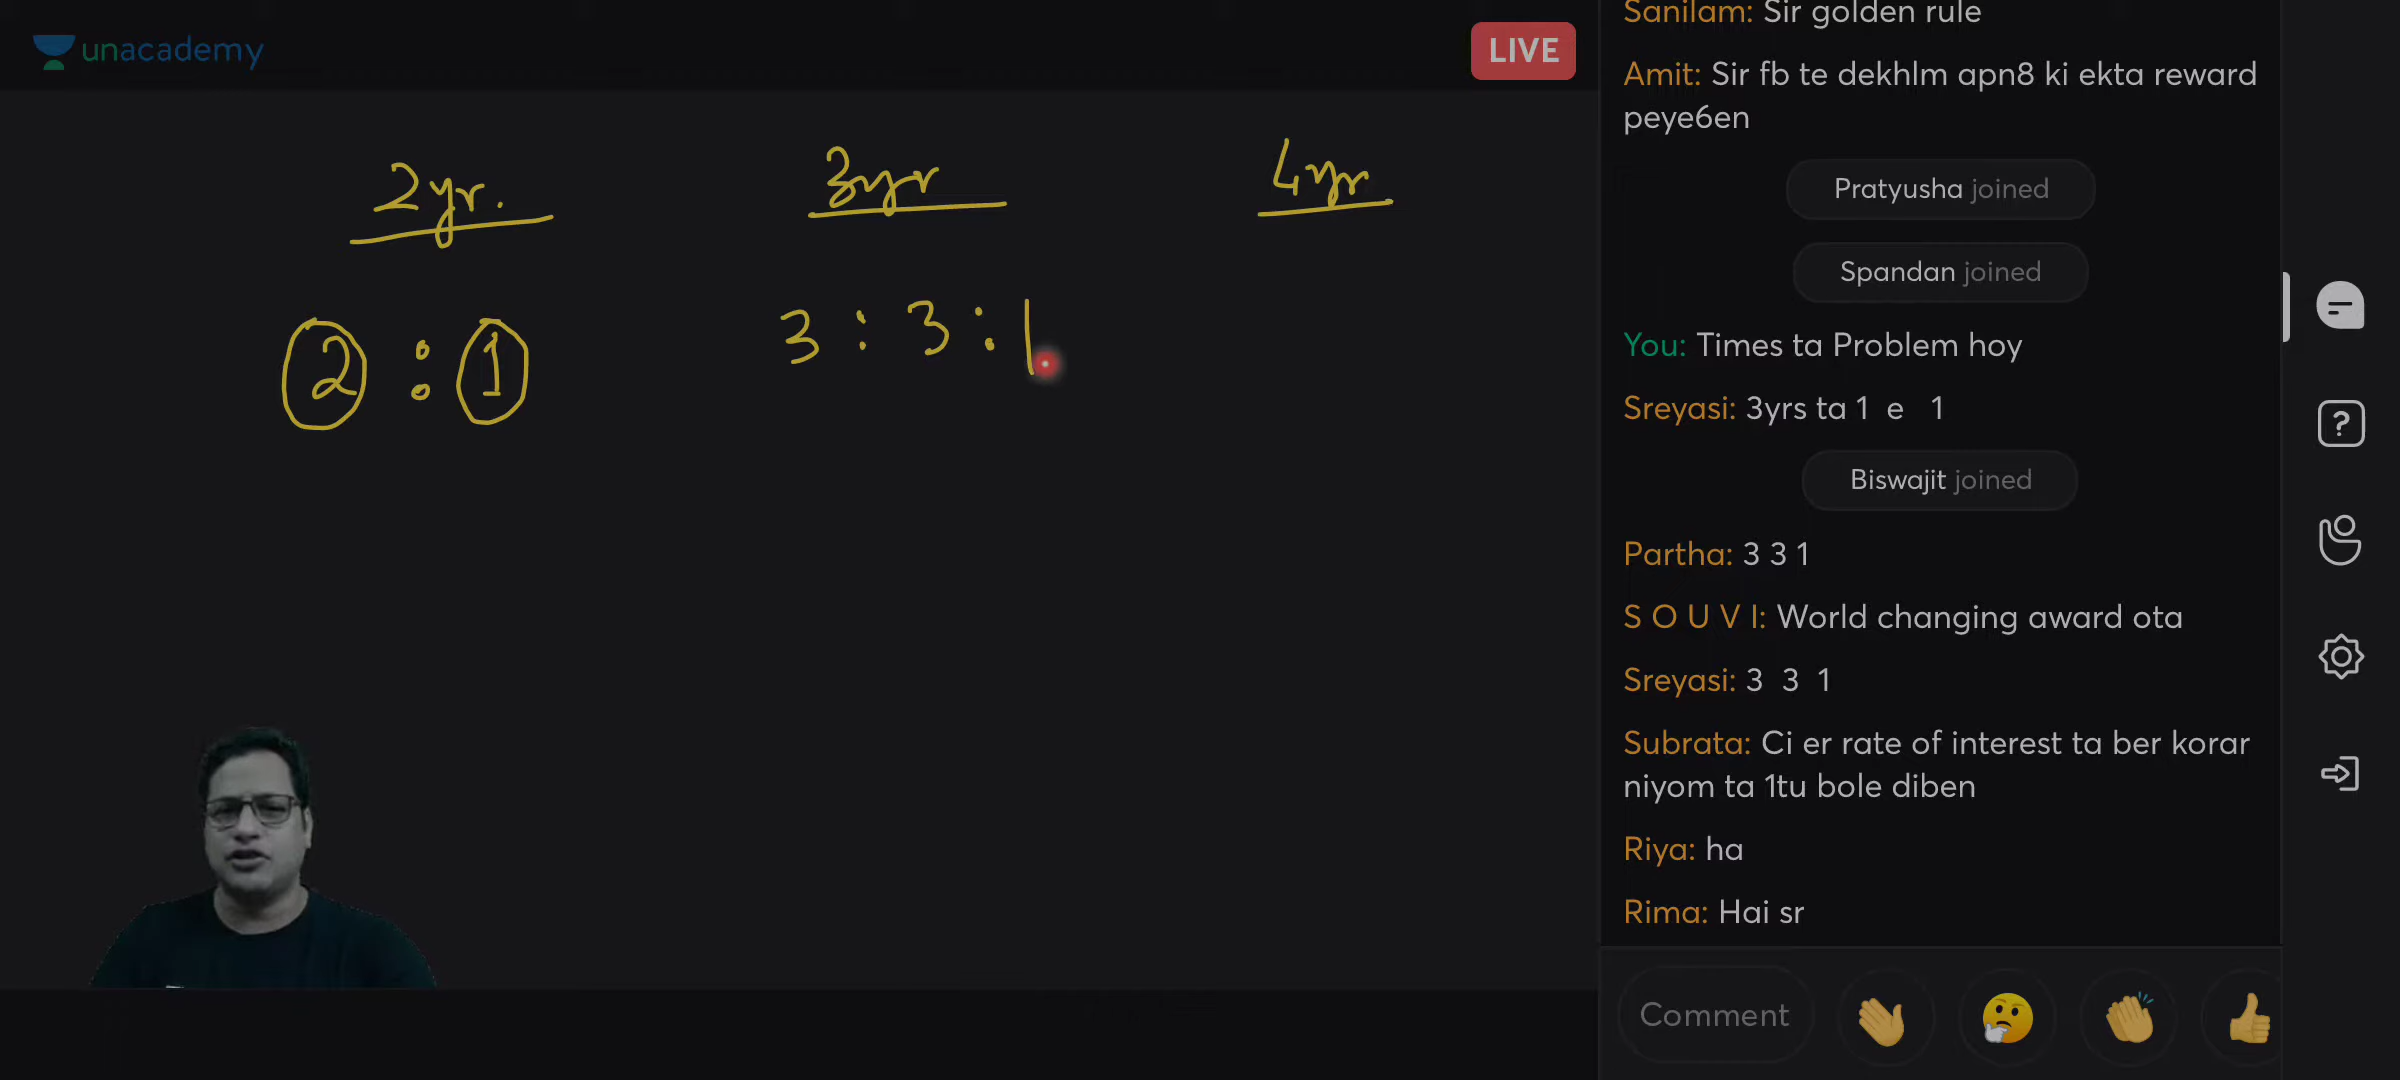 unacademy
LIVE
2yr.
3yr
4yr
2 : 1
3 : 3 : 1
Sanilam: Sir golden rule
Amit: Sir fb te dekhlm apn8 ki ekta reward
peye6en
Pratyusha joined
Spandan joined
You: Times ta Problem hoy
Sreyasi: 3yrs ta 1 e 1
Biswajit joined
Partha: 3 3 1
S O U V I: World changing award ota
Sreyasi: 3 3 1
Subrata: Ci er rate of interest ta ber korar
niyom ta 1tu bole diben
Riya: ha
Rima: Hai sr
Comment